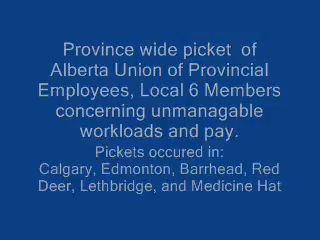 Province wide picket  of
Alberta Union of Provincial
Employees, Local 6 Members
concerning unmanagable
workloads and pay.
Pickets occured in:
Calgary, Edmonton, Barrhead, Red
Deer, Lethbridge, and Medicine Hat